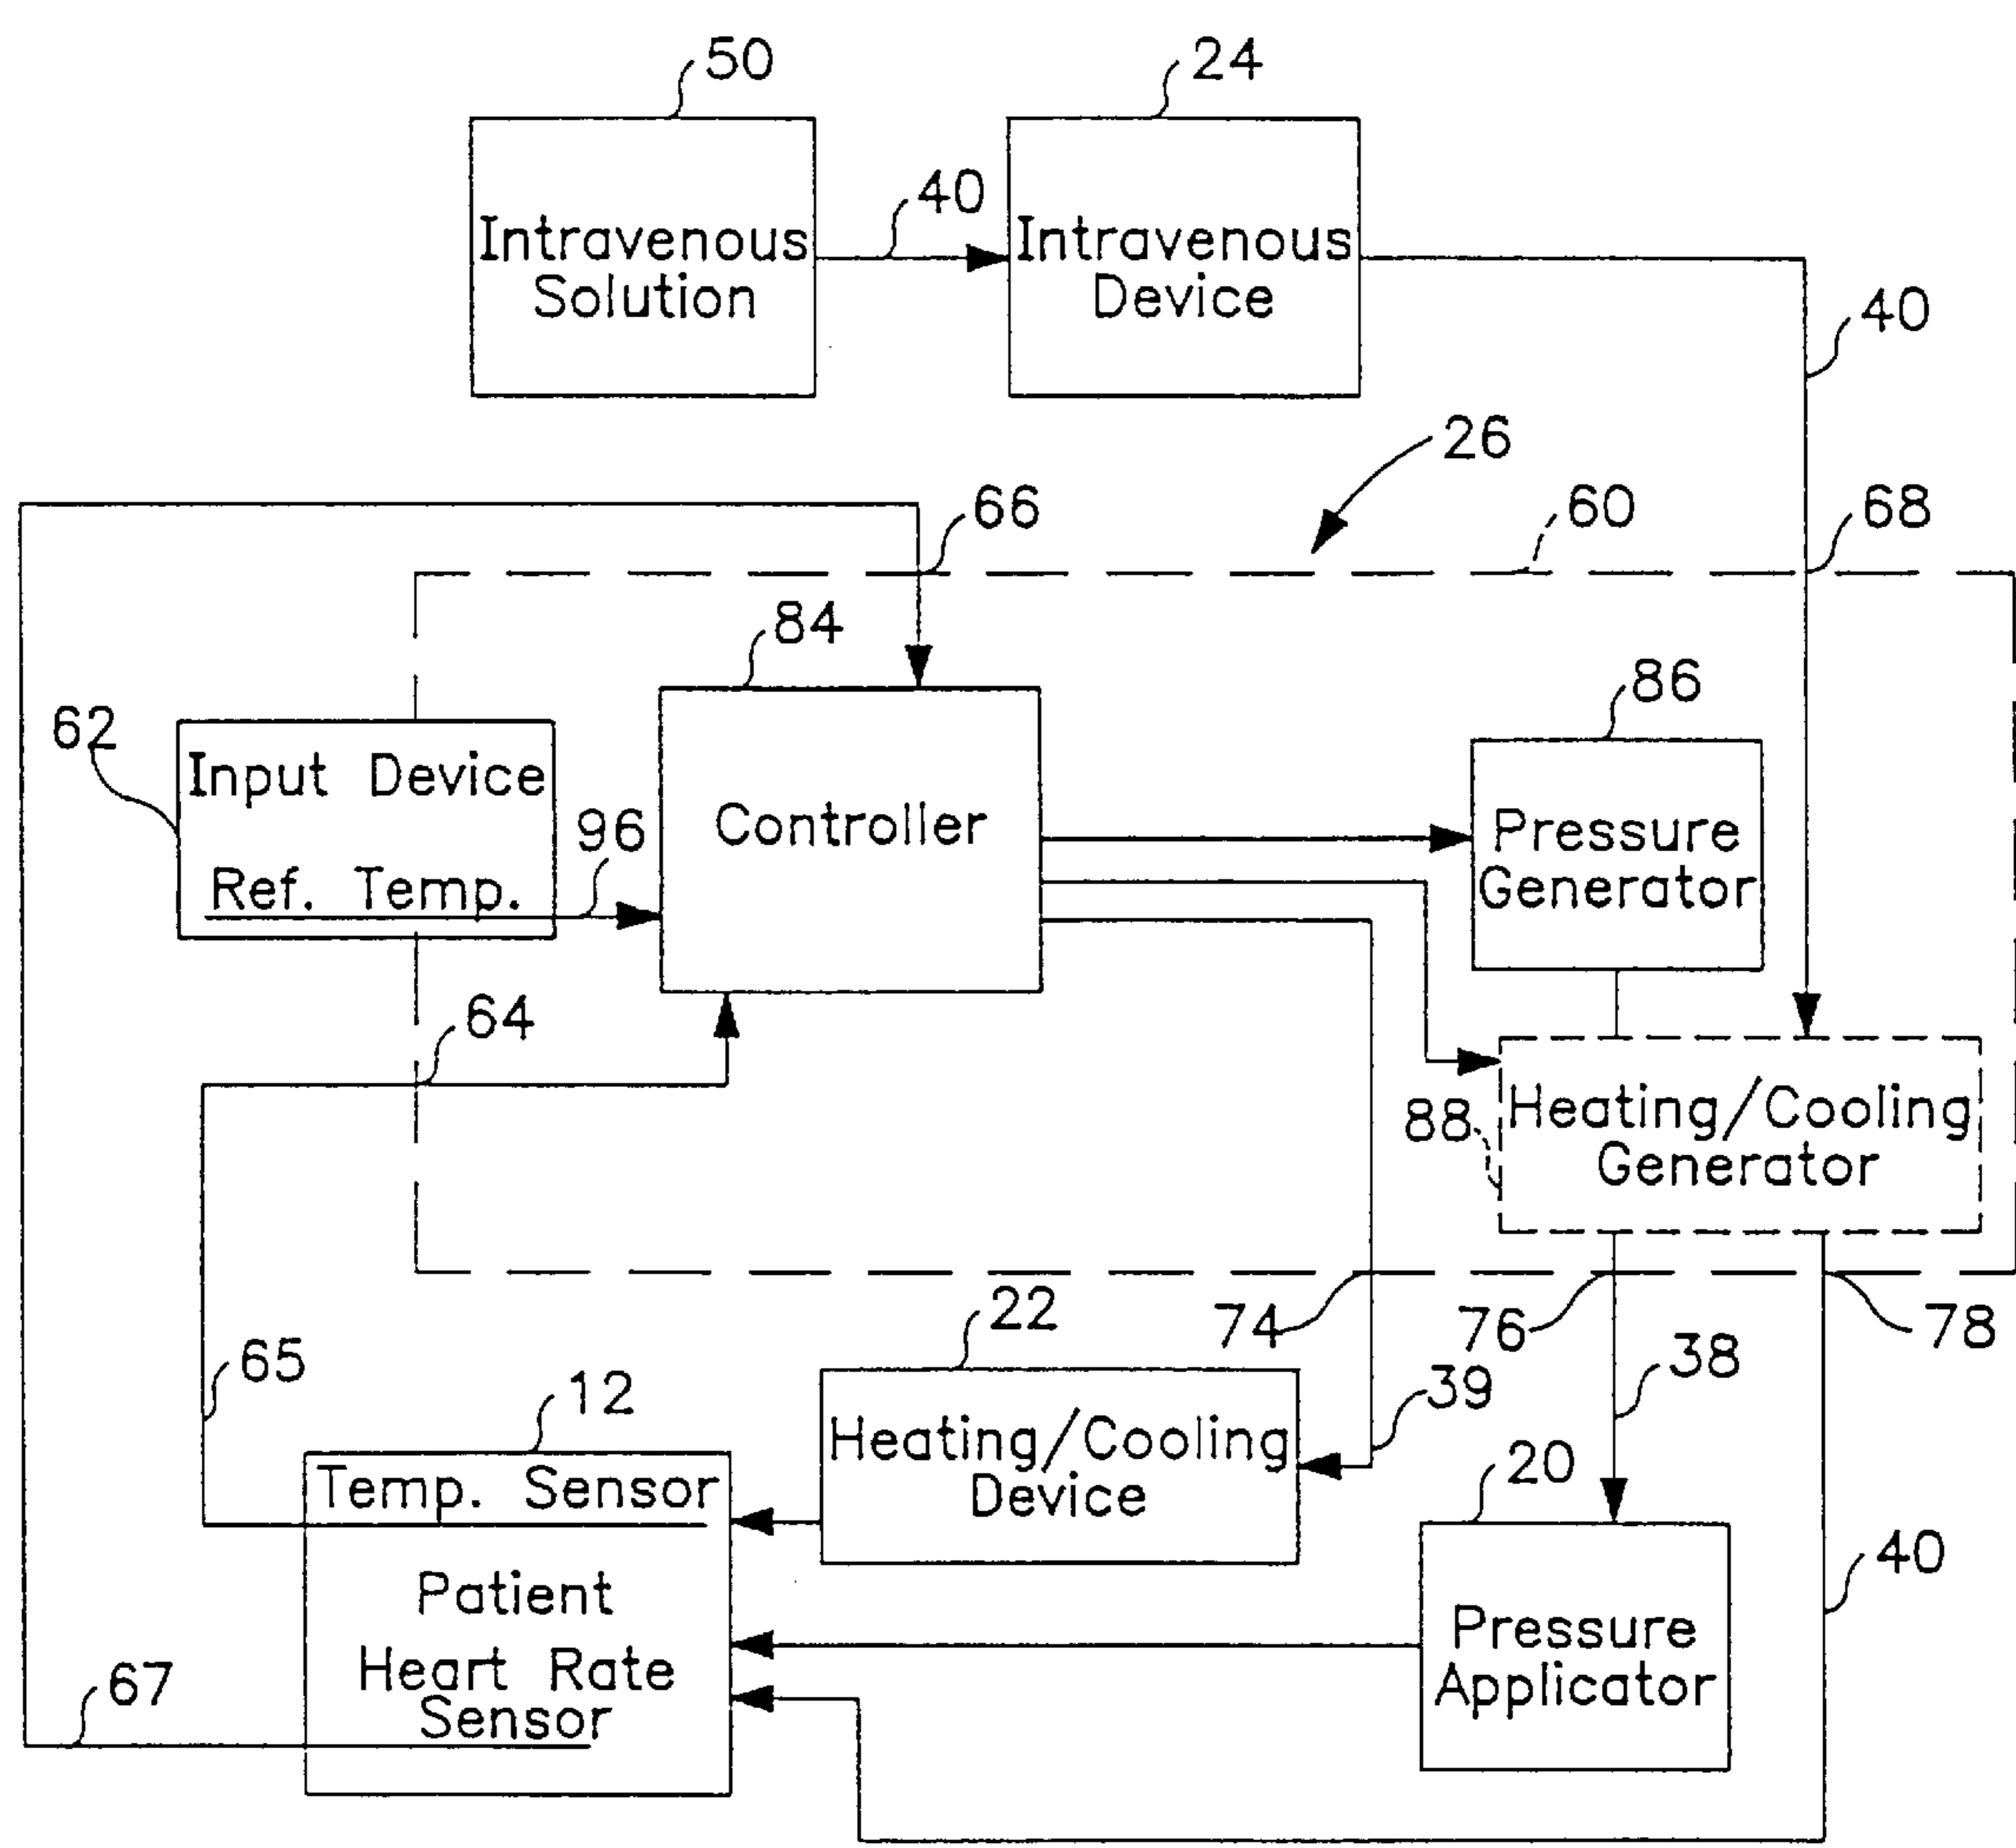 50
24
Intravenous
Solution
40
Intravenous
Device
40
26
66
60
68
84
86
62
Input Device
96
Ref. Temp.
Controller
Pressure
Generator
64
88
Heating/Cooling
Generator
74
76
78
22
65
12
39
38
Heating/Cooling
Device
20
Temp. Sensor
40
Patient
Pressure
Applicator
Heart Rate
Sensor
67